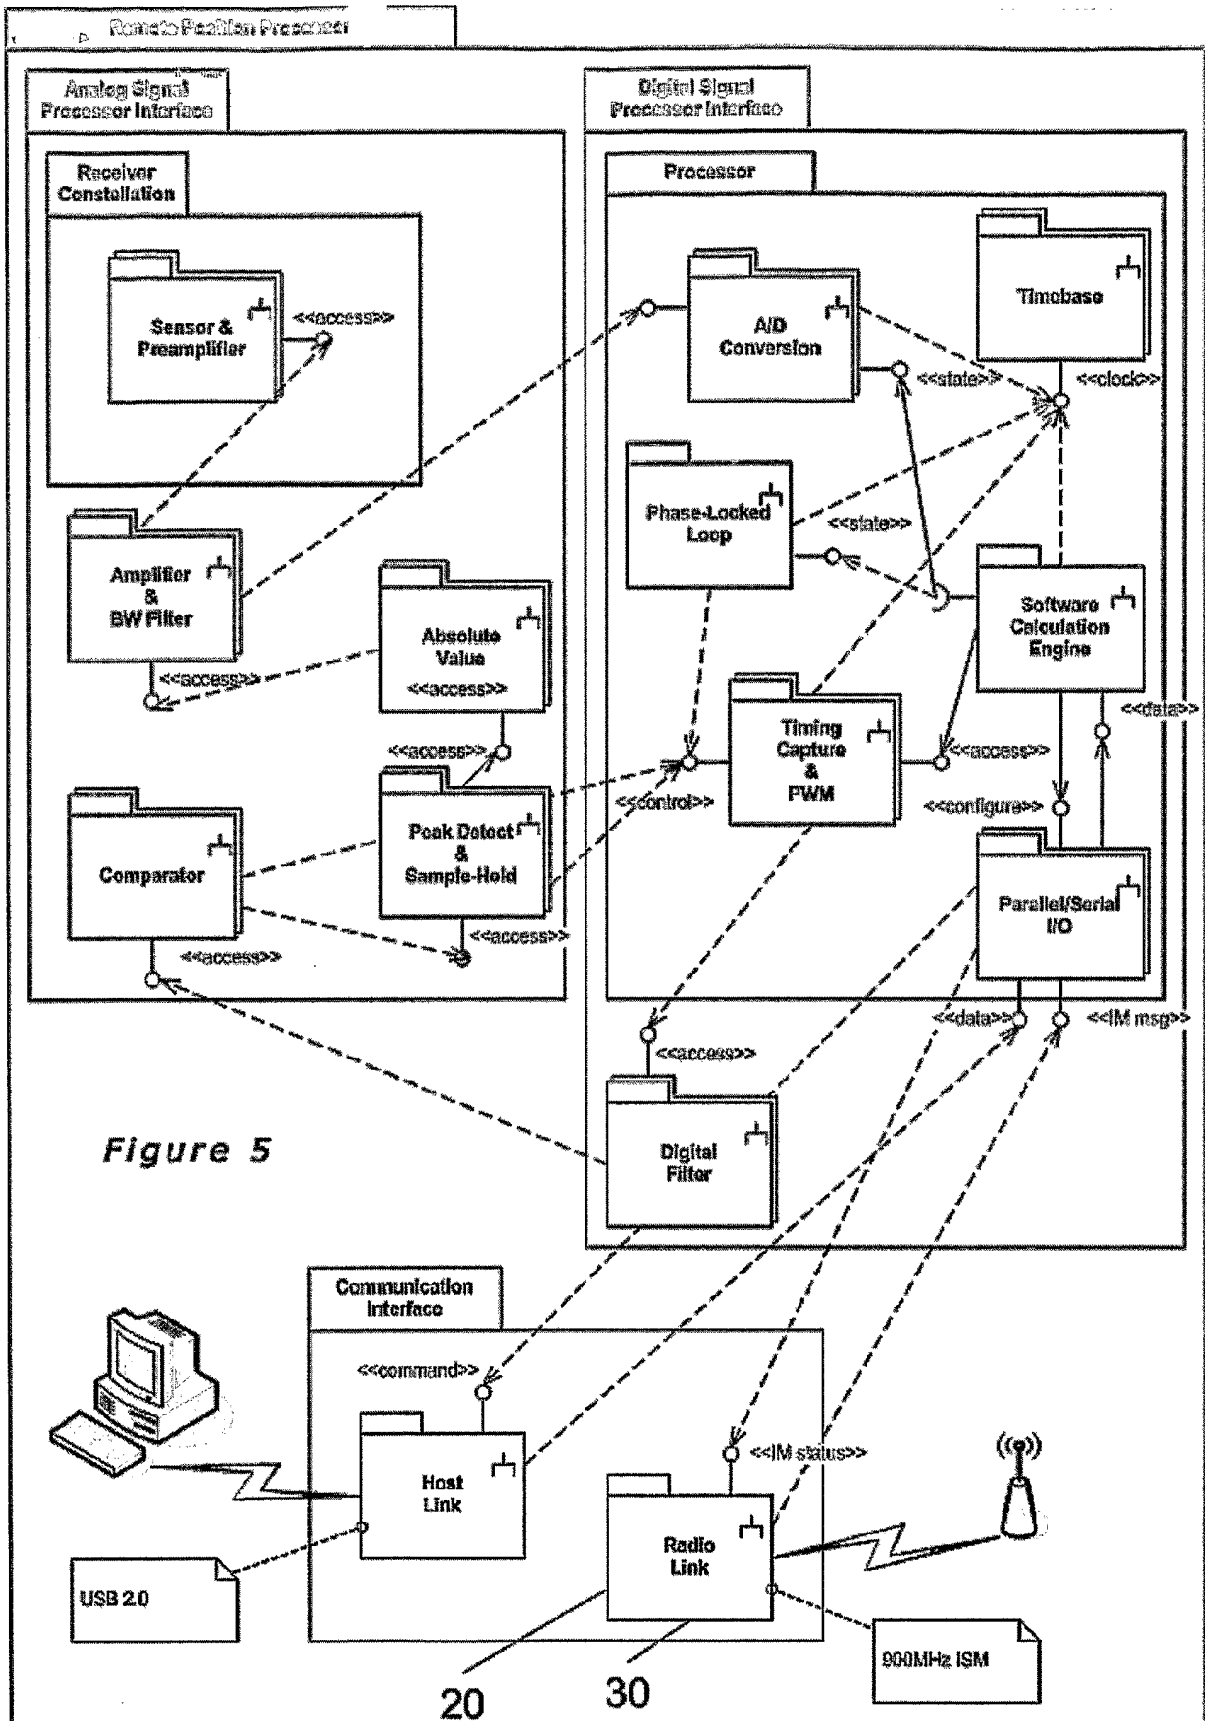 Remote Position Processor
Analog Signal
Processor Interface
Digital Signal
Processor Interface
Receiver
Constellation
Processor
Sensor &
Preamplifier
<<access>>
A/D
Conversion
Timebase
<<state>>
<<clock>>
Phase-Locked
Loop
<<state>>
Amplifier
&
BW Filter
<<access>>
Absolute
Value
<<access>>
Software
Calculation
Engine
<<data>>
<<access>>
Timing
Capture
&
PWM
<<access>>
<<control>>
<<configure>>
Comparator
Peak Detect
&
Sample-Hold
Parallel/Serial
I/O
<<access>>
<<access>>
<<data>>
<<IM msg>>
<<access>>
Figure 5
Digital
Filter
Communication
Interface
<<command>>
<<IM status>>
Host
Link
Radio
Link
USB 2.0
900MHz ISM
20
30